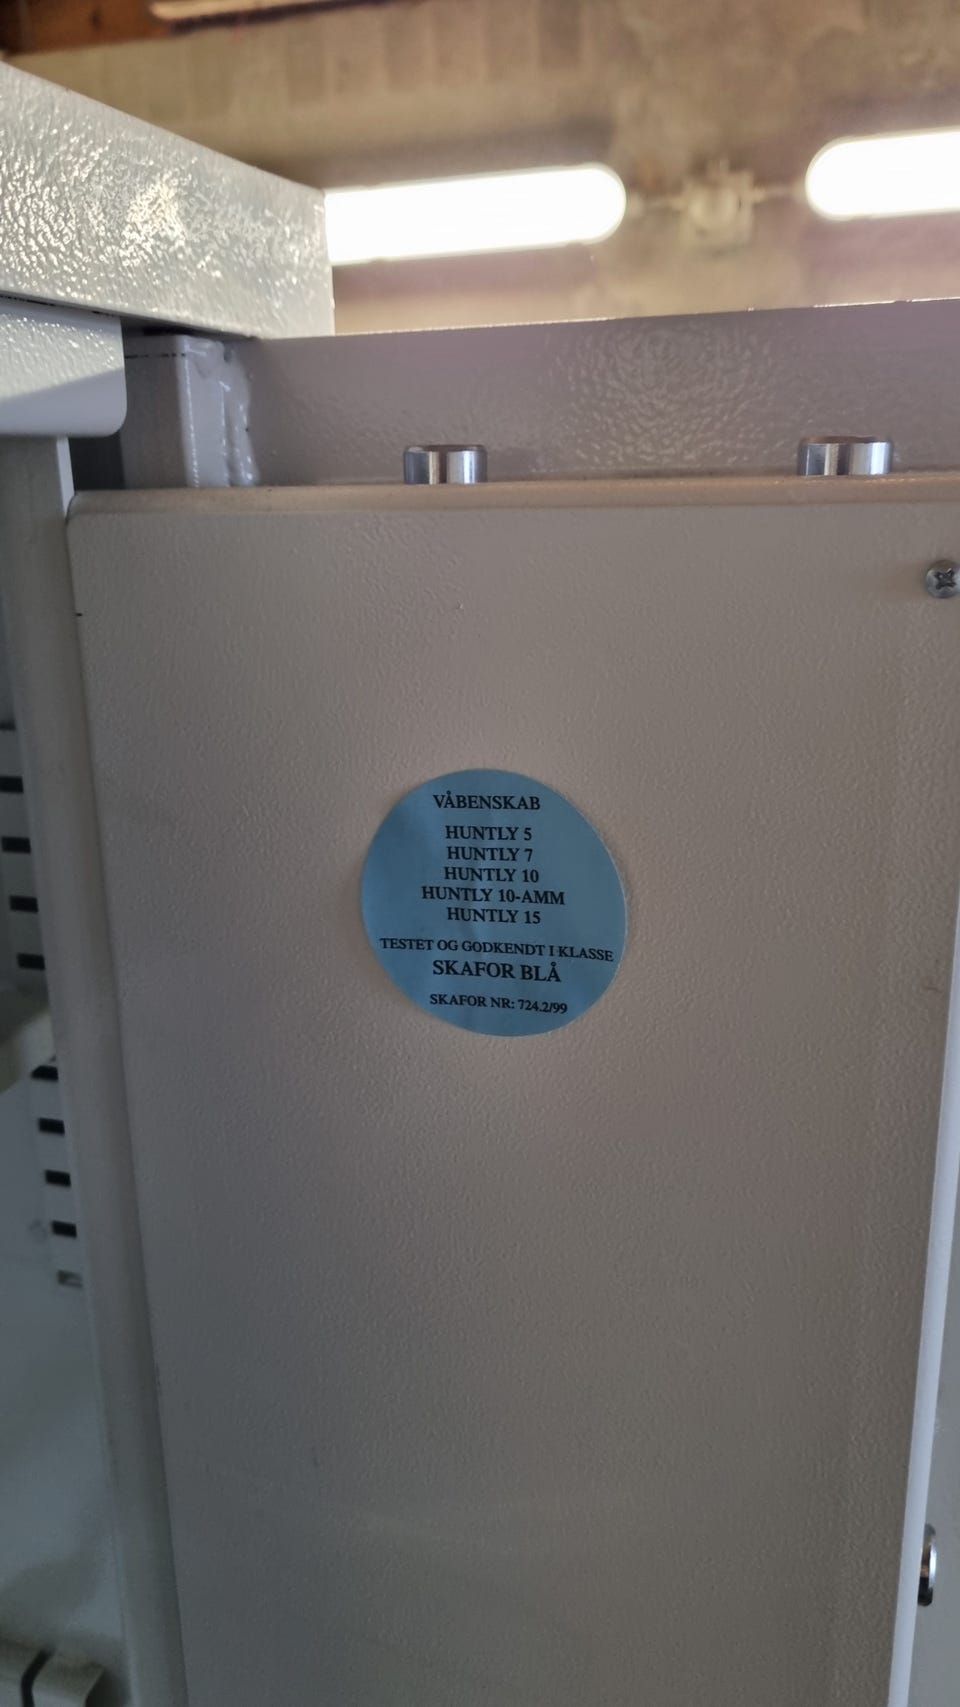 VÅBENSKAB
HUNTLY 5
HUNTLY 7
HUNTLY 10
HUNTLY 10-AMM
HUNTLY 15
TESTET OG GODKENDT I KLASSE
SKAFOR BLÅ
SKAFOR NR: 724.2/99